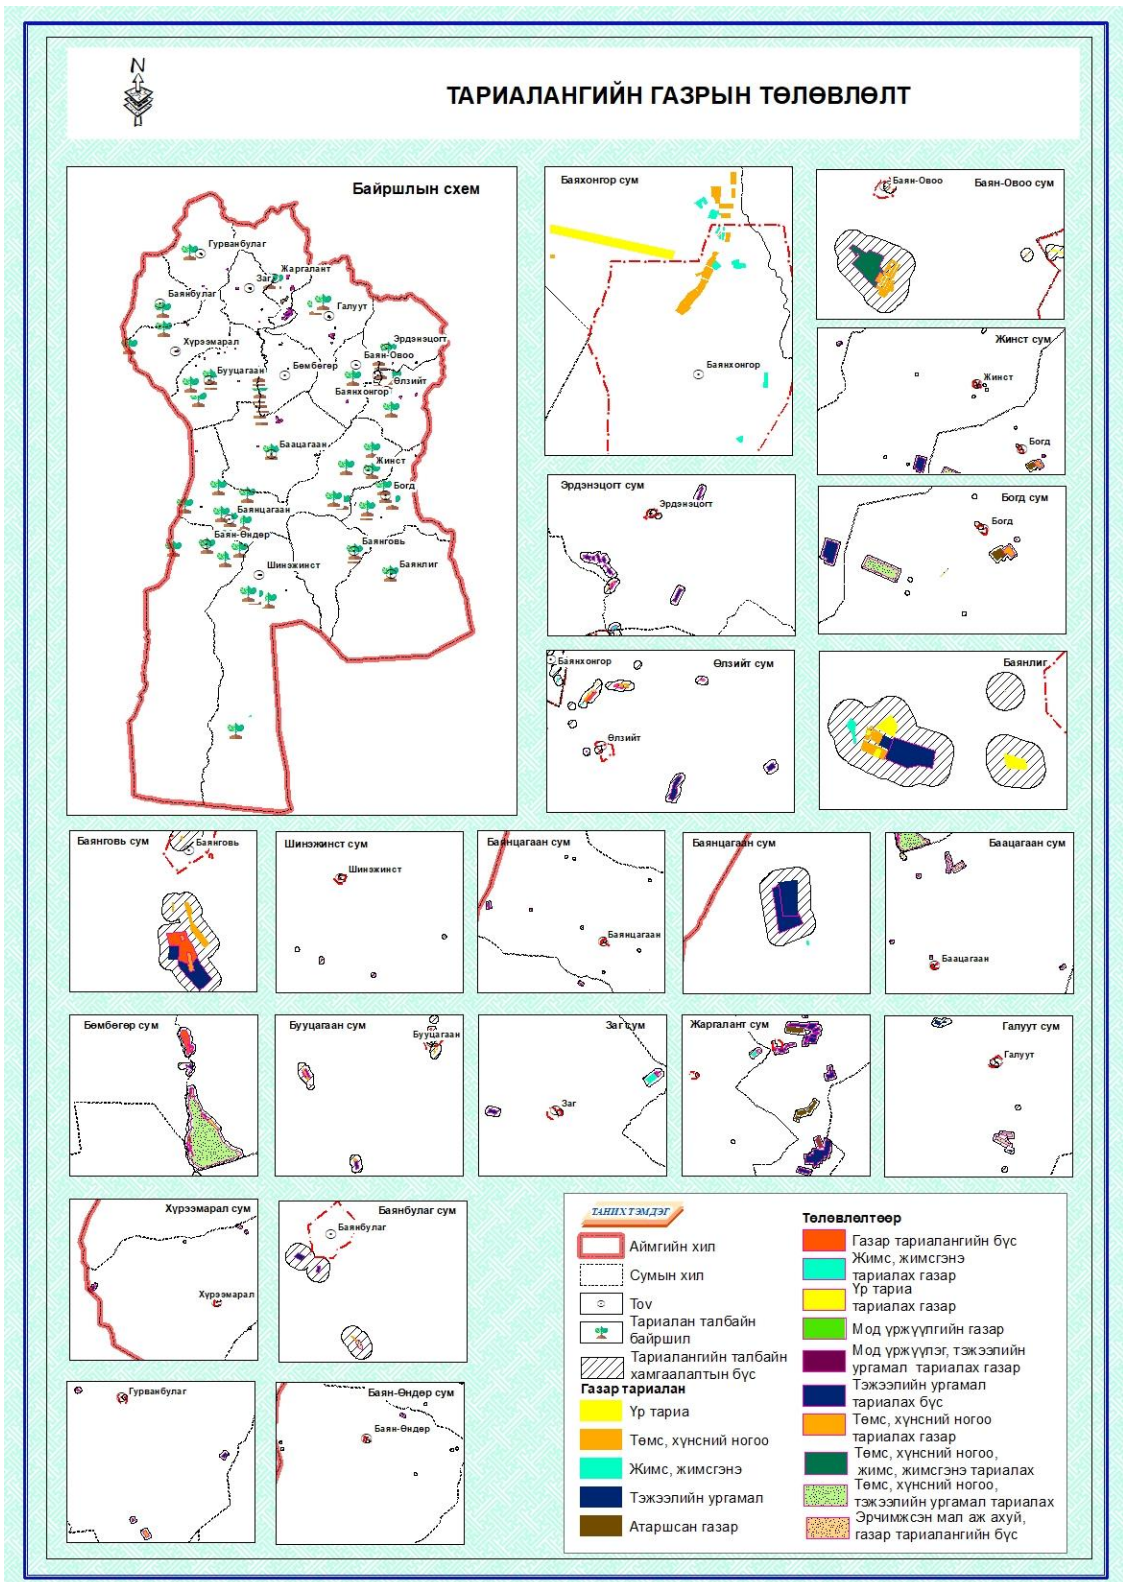 N
ТАРИАЛАНГИЙН ГАЗРЫН ТӨЛӨВЛӨЛТ
Байршлын схем
Гурванбулаг
Жаргалант
Заг
Баянбулаг
Галуут
Хүрээмарал
Эрдэнэцогт
Баян-Овоо
Бөмбөгөр
Бууцагаан
Өлзийт
Баянхонгор
Баацагаан
Жинст
Богд
Баянцагаан
Баян-Өндөр
Баянговь
Шинэжинст
Баянлиг
Баяхонгор сум
Баянхонгор
Баян-Овоо
Баян-Овоо сум
Жинст сум
Жинст
Богд
Эрдэнэцогт сум
Эрдэнэцогт
Богд сум
Богд
Баянхонгор
Өлзийт сум
Өлзийт
Баянлиг
Баянговь сум
Баянговь
Шинэжинст сум
Шинэжинст
Баянцагаан сум
Баянцагаан
Баянцагаан сум
Баацагаан сум
Баацагаан
Бөмбөгөр сум
Бууцагаан сум
Бууцагаан
Заг сум
Заг
Жаргалант сум
Галуут сум
Галуут
Хүрээмарал сум
Хүрээмарал
Баянбулаг сум
Баянбулаг
Гурванбулаг
Баян-Өндөр сум
Баян-Өндөр
ТАНИХ ТЭМДЭГ
Аймгийн хил
Сумын хил
Tov
Тариалан талбайн
байршил
Тариалангийн талбайн
хамгаалалтын бүс
Газар тариалан
Үр тариа
Төмс, хүнсний ногоо
Жимс, жимсгэнэ
Тэжээлийн ургамал
Атаршсан газар
Төлөвлөлтөөр
Газар тариалангийн бүс
Жимс, жимсгэнэ
тариалах газар
Үр тариа
тариалах газар
Мод үржүүлгийн газар
Мод үржүүлэг, тэжээлийн
ургамал тариалах газар
Тэжээлийн ургамал
тариалах бүс
Төмс, хүнсний ногоо
тариалах газар
Төмс, хүнсний ногоо,
жимс, жимсгэнэ тариалах
Төмс, хүнсний ногоо,
тэжээлийн ургамал тариалах
Эрчимжсэн мал аж ахуй,
газар тариалангийн бүс